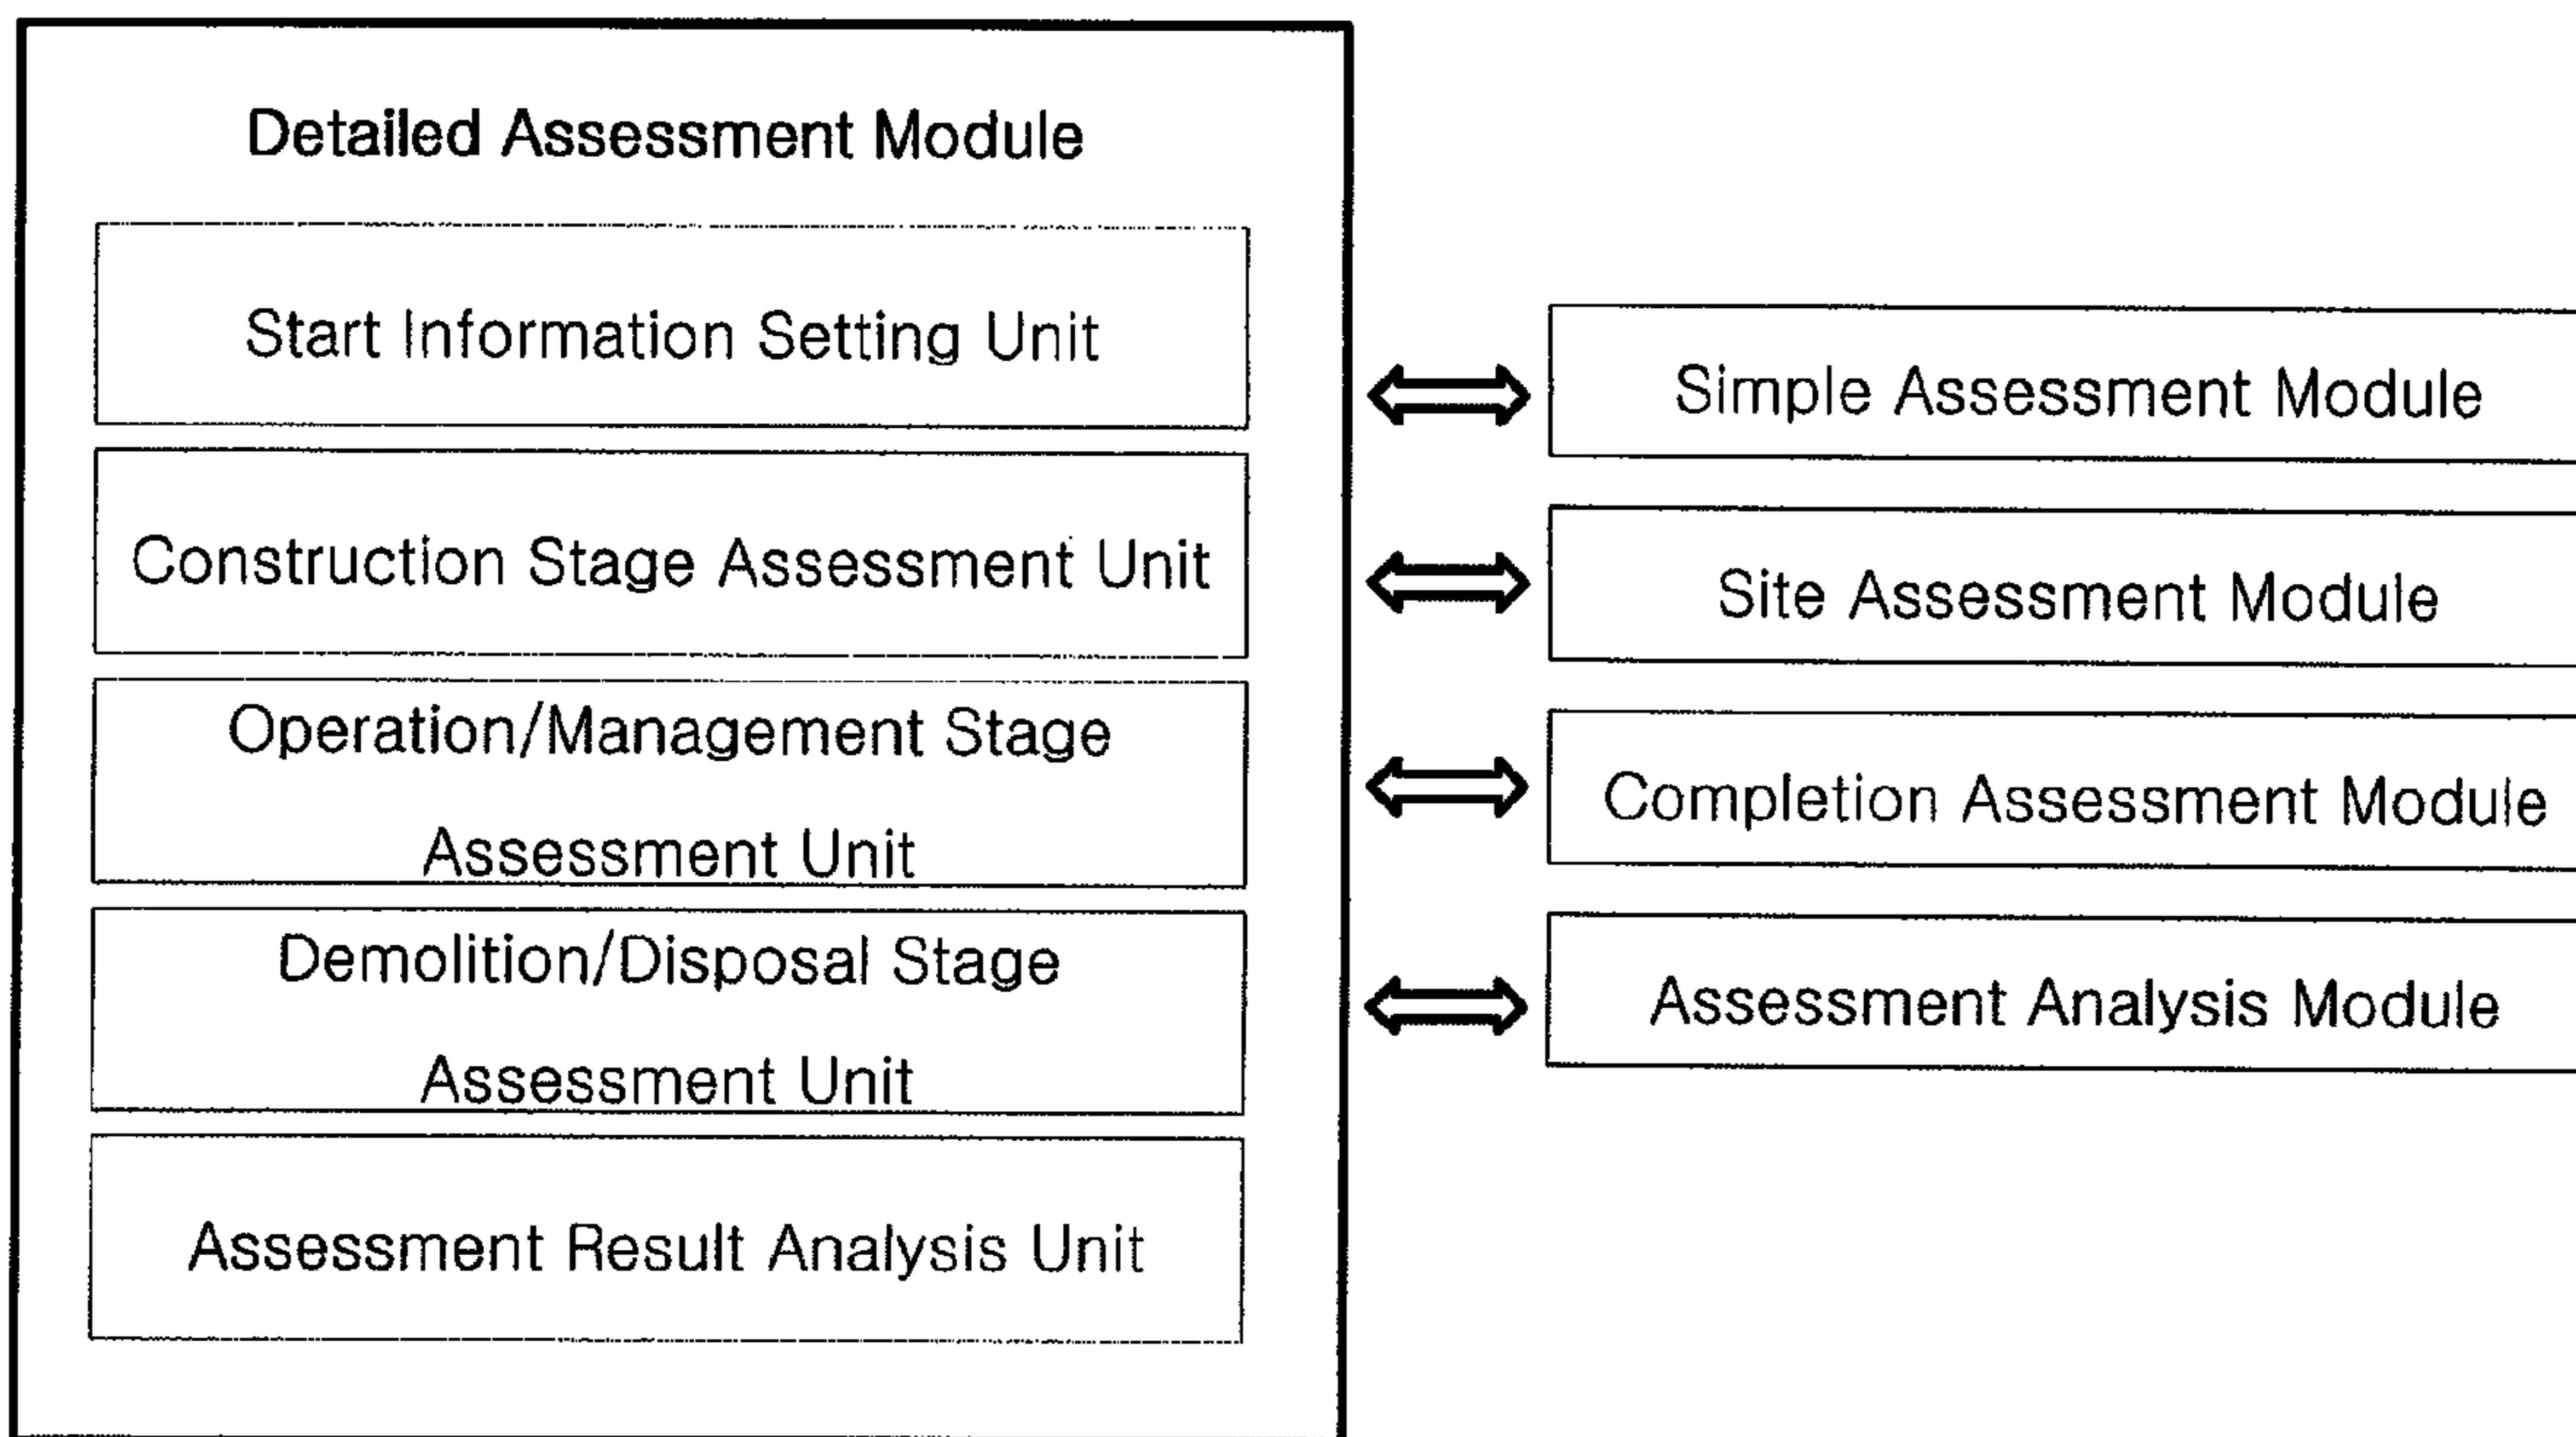 Detailed Assessment Module
Start Information Setting Unit
Construction Stage Assessment Unit
Operation/Management Stage
Assessment Unit
Demolition/Disposal Stage
Assessment Unit
Assessment Result Analysis Unit
Simple Assessment Module
Site Assessment Module
Completion Assessment Module
Assessment Analysis Module